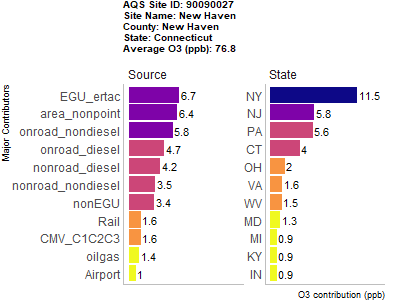 AQS Site ID: 90090027
Site Name: New Haven
County: New Haven
State: Connecticut
Average O3 (ppb): 76.8
Major Contributors
Source
EGU_ertac 6.7
area_nonpoint 6.4
onroad_nondiesel 5.8
onroad_diesel 4.7
nonroad_diesel 4.2
nonroad_nondiesel 3.5
nonEGU 3.4
Rail 1.6
CMV_C1C2C3 1.6
oilgas 1.4
Airport 1
State
NY 11.5
NJ 5.8
PA 5.6
CT 4
OH 2
VA 1.6
WV 1.5
MD 1.3
MI 0.9
KY 0.9
IN 0.9
O3 contribution (ppb)